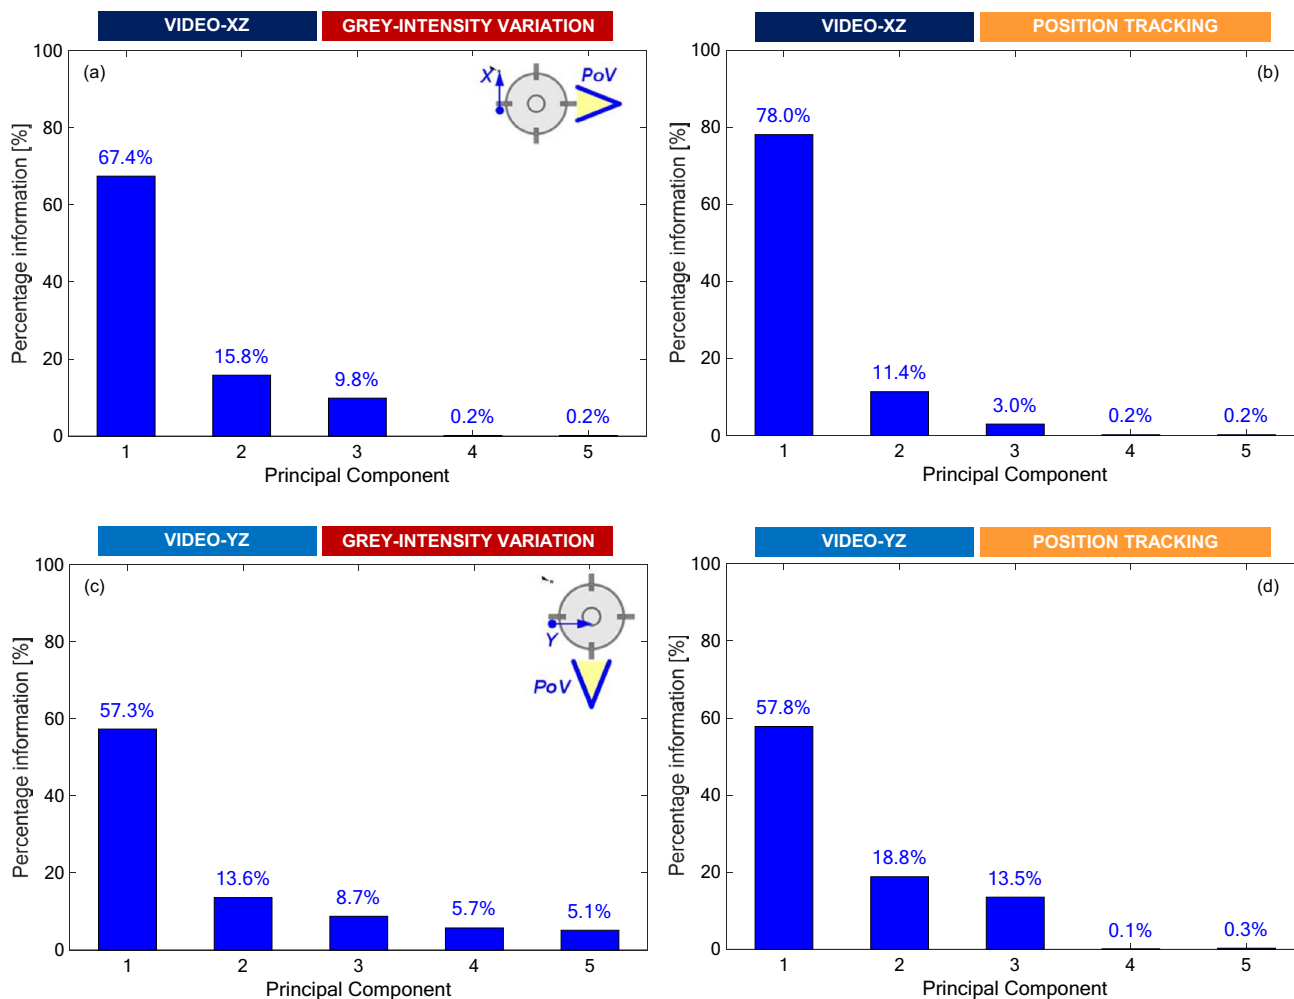 VIDEO-XZ GREY-INTENSITY VARIATION
(a)
X
PoV
Percentage information [%]
100
80
60
40
20
0
67.4%
15.8%
9.8%
0.2%
0.2%
1 2 3 4 5
Principal Component
VIDEO-XZ POSITION TRACKING
(b)
Percentage information [%]
100
80
60
40
20
0
78.0%
11.4%
3.0%
0.2%
0.2%
1 2 3 4 5
Principal Component
VIDEO-YZ GREY-INTENSITY VARIATION
(c)
Y
PoV
Percentage information [%]
100
80
60
40
20
0
57.3%
13.6%
8.7%
5.7%
5.1%
1 2 3 4 5
Principal Component
VIDEO-YZ POSITION TRACKING
(d)
Percentage information [%]
100
80
60
40
20
0
57.8%
18.8%
13.5%
0.1%
0.3%
1 2 3 4 5
Principal Component